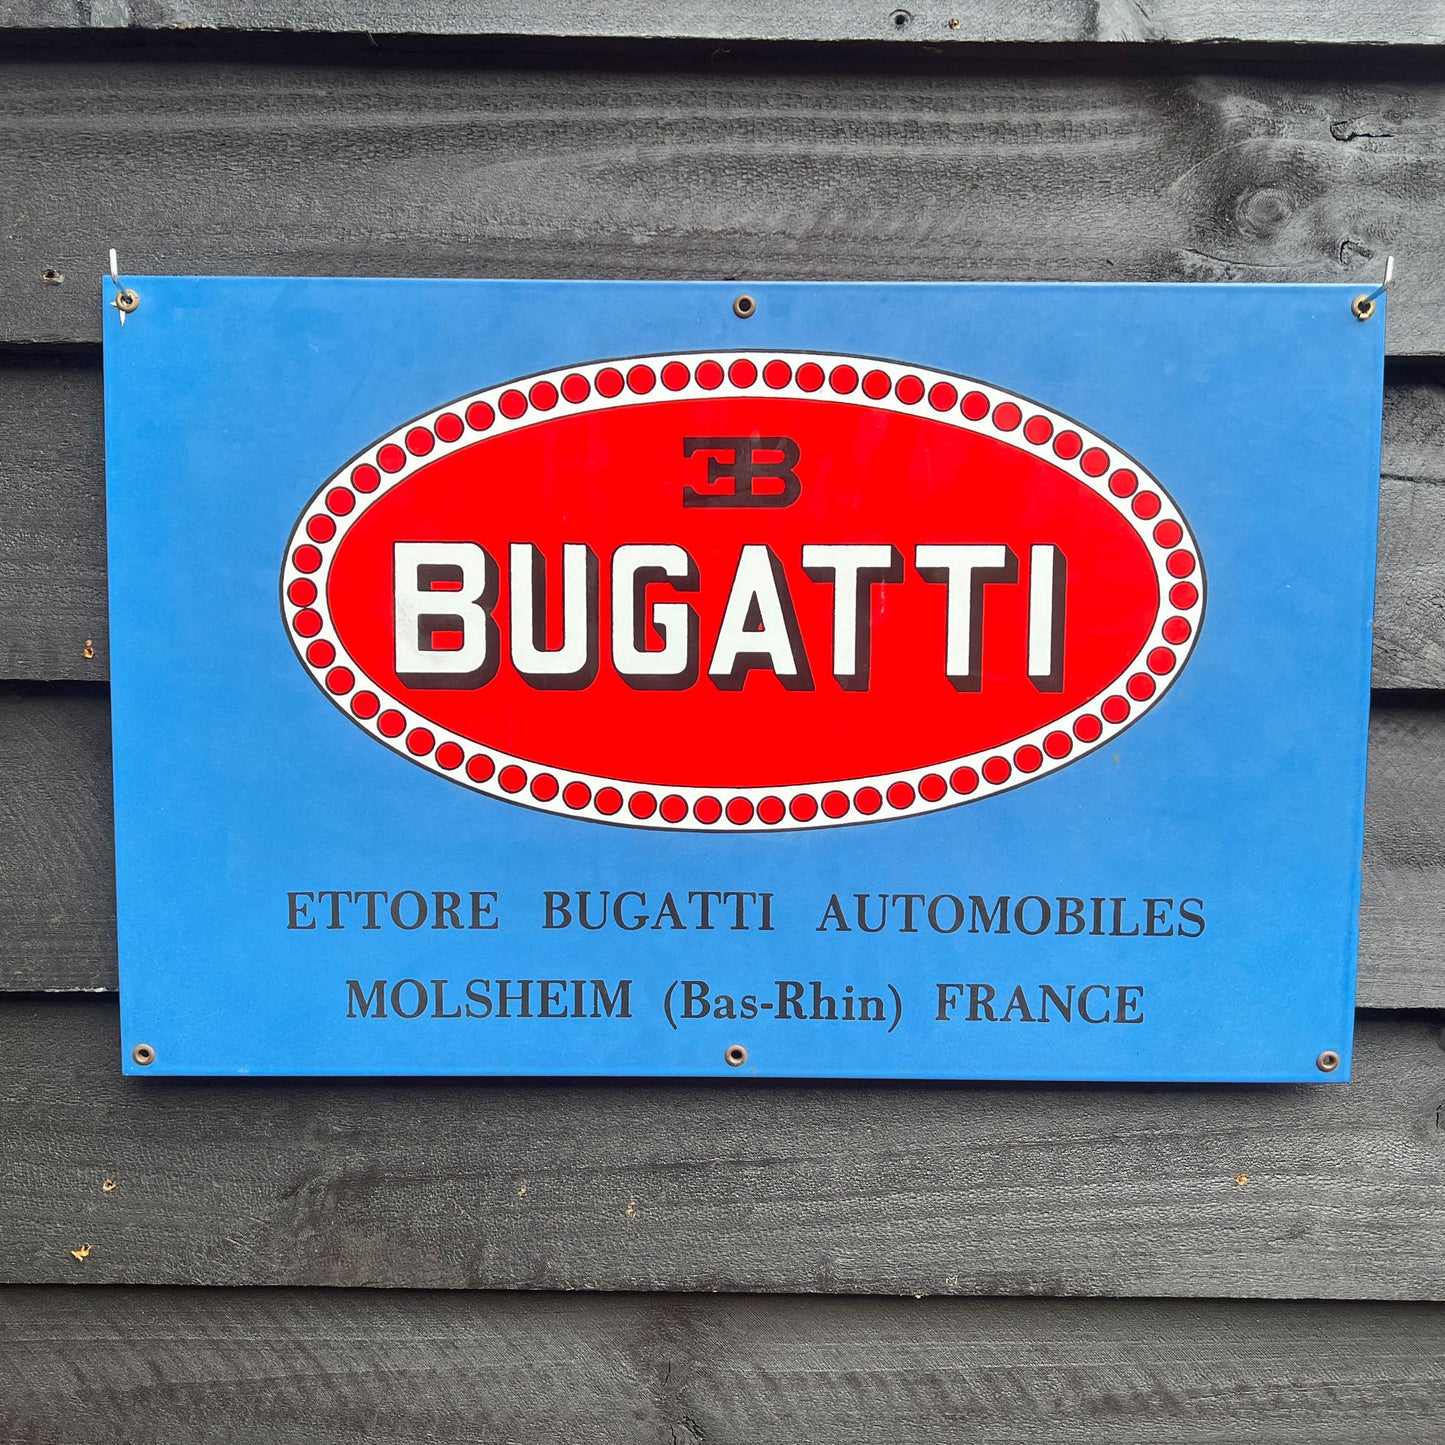 EB
BUGATTI
ETTORE BUGATTI AUTOMOBILES
MOLSHEIM (Bas-Rhin) FRANCE